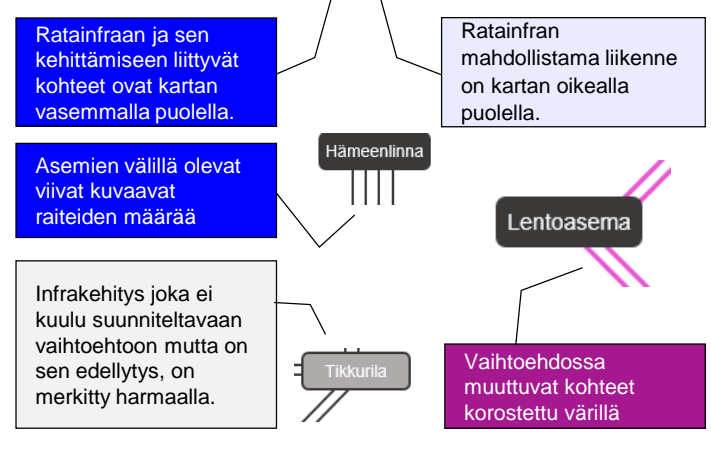 Ratainfraan ja sen
kehittämiseen liittyvät
kohteet ovat kartan
vasemmalla puolella.
Ratainfran
mahdollistama liikenne
on kartan oikealla
puolella.
Hämeenlinna
Asemien välillä olevat
viivat kuvaavat
raiteiden määrää
Lentoasema
Infrakehitys joka ei
kuulu suunniteltavaan
vaihtoehtoon mutta on
sen edellytys, on
merkitty harmaalla.
Tikkurila
Vaihtoehdossa
muuttuvat kohteet
korostettu värillä